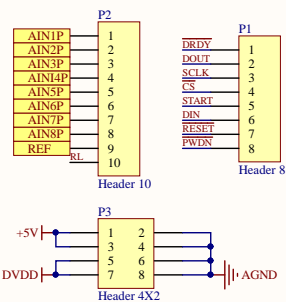 P2
AIN1P 1
AIN2P 2
AIN3P 3
AINI4P 4
AIN5P 5
AIN6P 6
AIN7P 7
AIN8P 8
REF 9
RL 10
Header 10
P1
DRDY 1
DOUT 2
SCLK 3
CS 4
START 5
DIN 6
RESET 7
PWDN 8
Header 8
P3
+5V 1 2
3 4
5 6
DVDD 7 8 AGND
Header 4X2